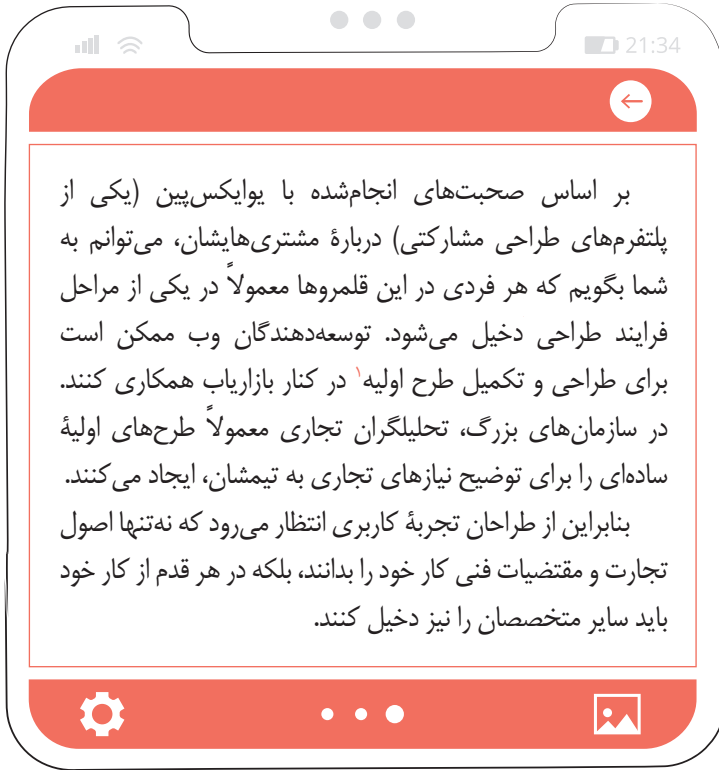 21:34
بر اساس صحبت‌های انجام‌شده با یوایکس‌پین (یکی از
پلتفرم‌های طراحی مشارکتی) دربارهٔ مشتری‌هایشان، می‌توانم به
شما بگویم که هر فردی در این قلمروها معمولاً در یکی از مراحل
فرایند طراحی دخیل می‌شود. توسعه‌دهندگان وب ممکن است
برای طراحی و تکمیل طرح اولیه۱ در کنار بازاریاب همکاری کنند.
در سازمان‌های بزرگ، تحلیلگران تجاری معمولاً طرح‌های اولیهٔ
ساده‌ای را برای توضیح نیازهای تجاری به تیمشان، ایجاد می‌کنند.
بنابراین از طراحان تجربهٔ کاربری انتظار می‌رود که نه‌تنها اصول
تجارت و مقتضیات فنی کار خود را بدانند، بلکه در هر قدم از کار خود
باید سایر متخصصان را نیز دخیل کنند.